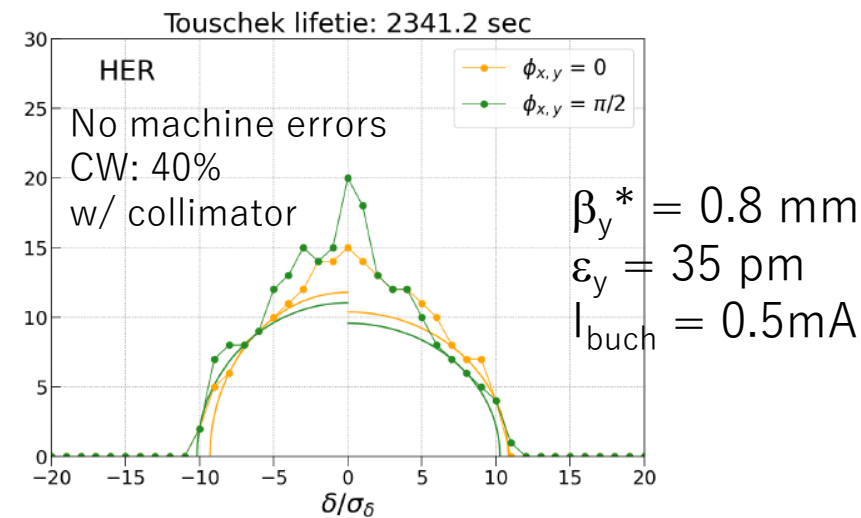 Touschek lifetie: 2341.2 sec
30
25
20
15
10
5
0
HER
No machine errors
CW: 40%
w/ collimator
ϕx, y = 0
ϕx, y = π/2
βy* = 0.8 mm
εy = 35 pm
Ibuch = 0.5mA
−20 −15 −10 −5 0 5 10 15 20
δ/σδ